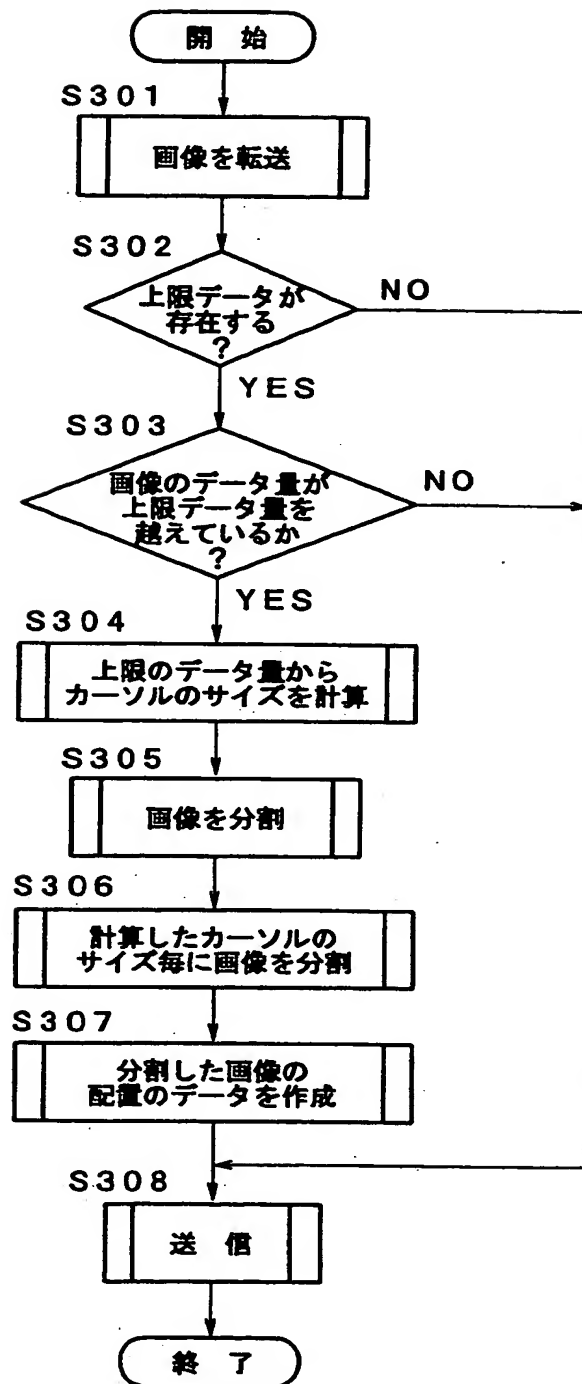 開 始
S301
画像を転送
S302
上限データが
存在する
?
NO
YES
S303
画像のデータ量が
上限データ量を
越えているか
?
NO
YES
S304
上限のデータ量から
カーソルのサイズを計算
S305
画像を分割
S306
計算したカーソルの
サイズ毎に画像を分割
S307
分割した画像の
配置のデータを作成
S308
送 信
終 了